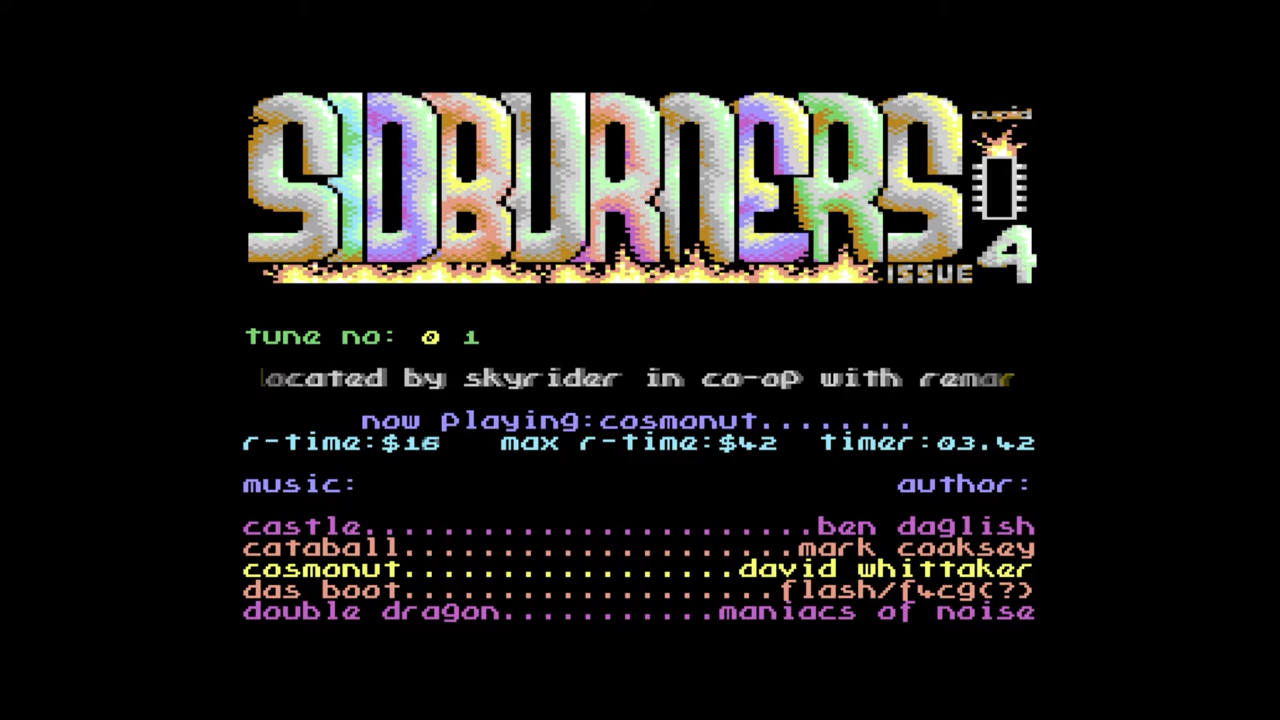 SIDBURNERS
cupid
ISSUE 4
tune no: 0 1
located by skyrider in co-op with remar
now playing:cosmonut........
r-time:$16 max r-time:$42 timer:03.42
music: author:
castle.......................ben daglish
cataball....................mark cooksey
cosmonut.................david whittaker
das boot...................flash/f4cg(?)
double dragon...........maniacs of noise